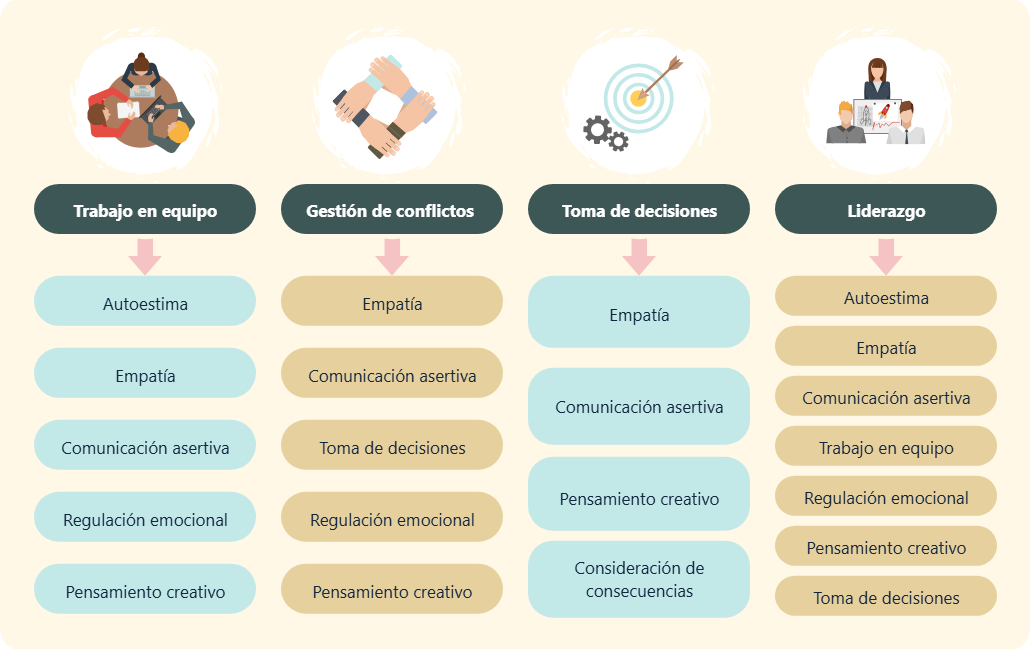 Trabajo en equipo
Autoestima
Empatía
Comunicación asertiva
Regulación emocional
Pensamiento creativo
Gestión de conflictos
Empatía
Comunicación asertiva
Toma de decisiones
Regulación emocional
Pensamiento creativo
Toma de decisiones
Empatía
Comunicación asertiva
Pensamiento creativo
Consideración de
consecuencias
Liderazgo
Autoestima
Empatía
Comunicación asertiva
Trabajo en equipo
Regulación emocional
Pensamiento creativo
Toma de decisiones